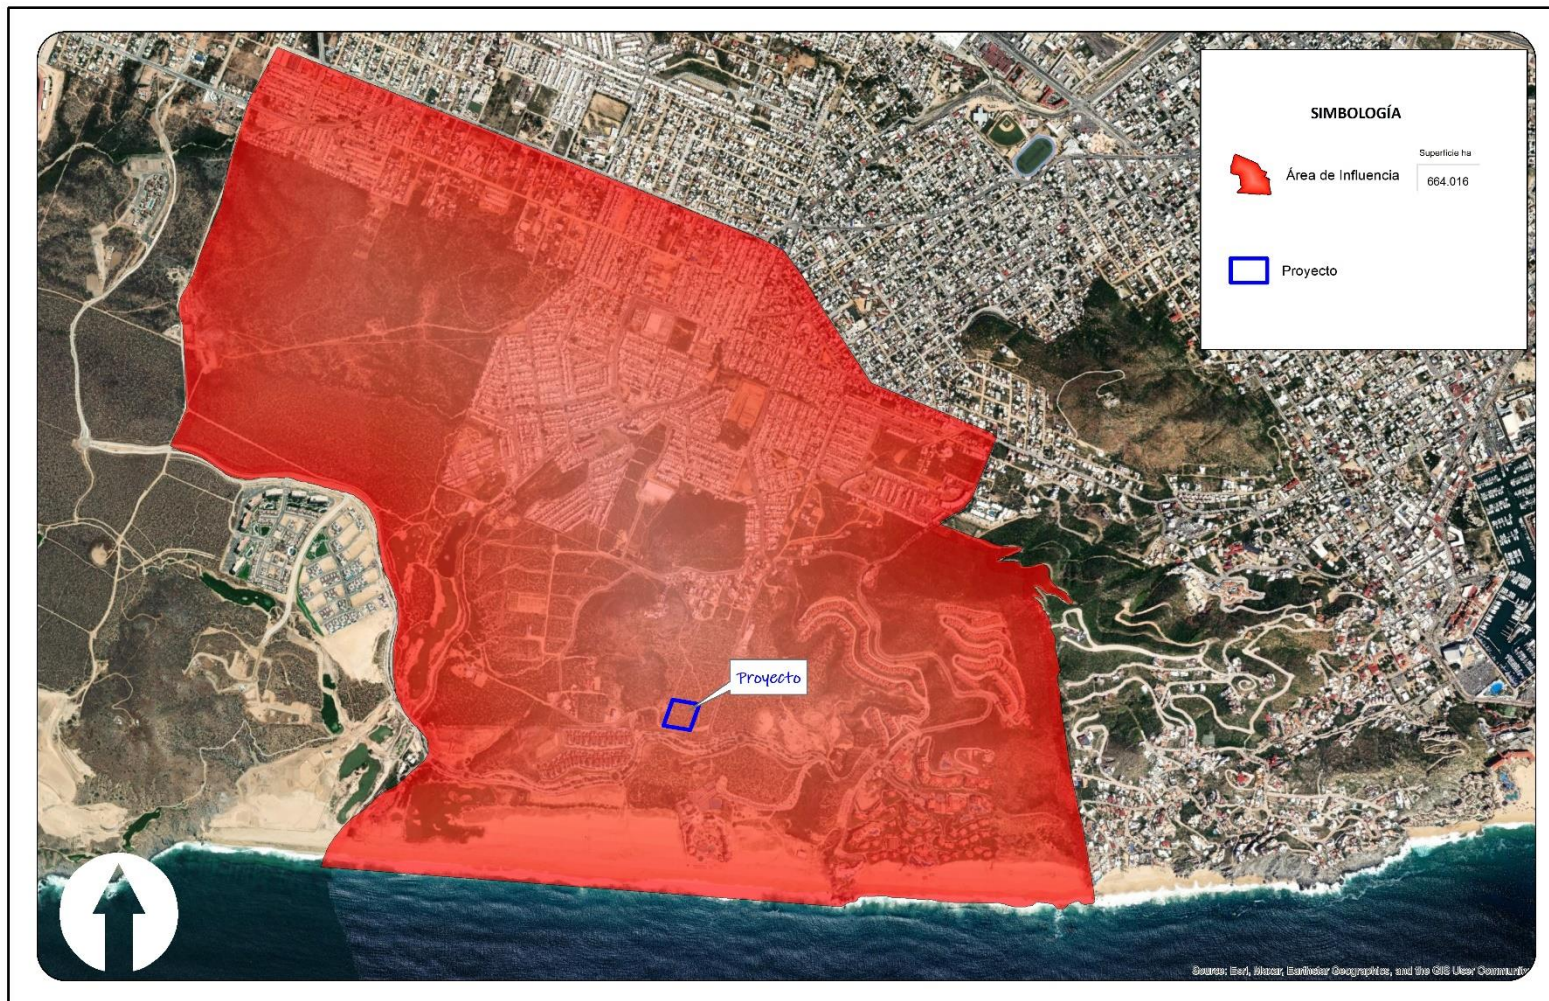 SIMBOLOGÍA
Superficie ha
Área de Influencia
664.016
Proyecto
Proyecto
Source: Esri, Maxar, Earthstar Geographics, and the GIS User Community